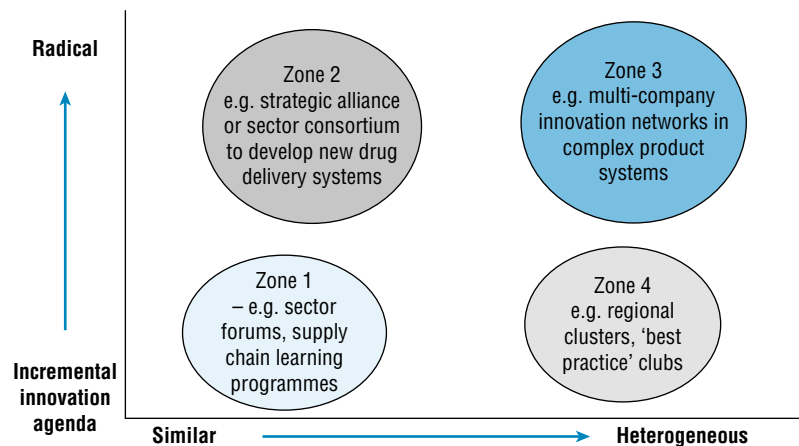 Radical
Zone 2
e.g. strategic alliance
or sector consortium
to develop new drug
delivery systems
Zone 3
e.g. multi-company
innovation networks in
complex product
systems
Zone 1
– e.g. sector
forums, supply
chain learning
programmes
Zone 4
e.g. regional
clusters, ‘best
practice’ clubs
Incremental
innovation
agenda
Similar
Heterogeneous